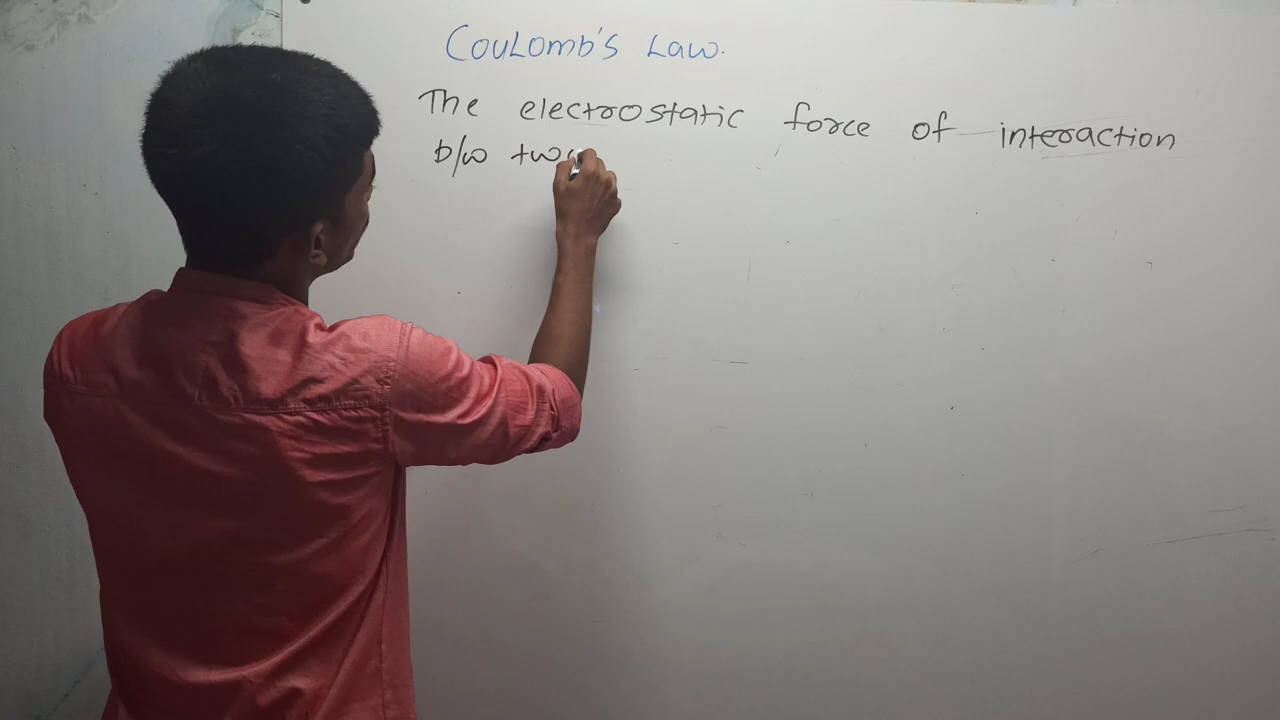 Coulomb's Law.
The electrostatic force of interaction
b/w two